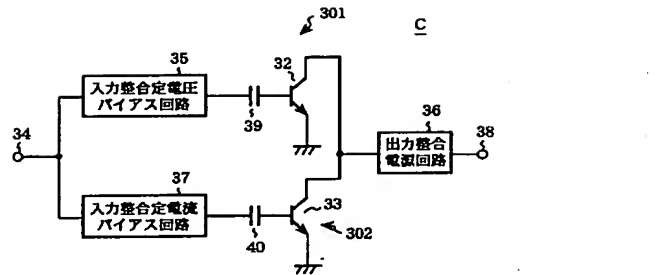 301
C
35
入力整合定電圧
バイアス回路
32
39
34
36
出力整合
電源回路
38
37
入力整合定電流
バイアス回路
33
40
302